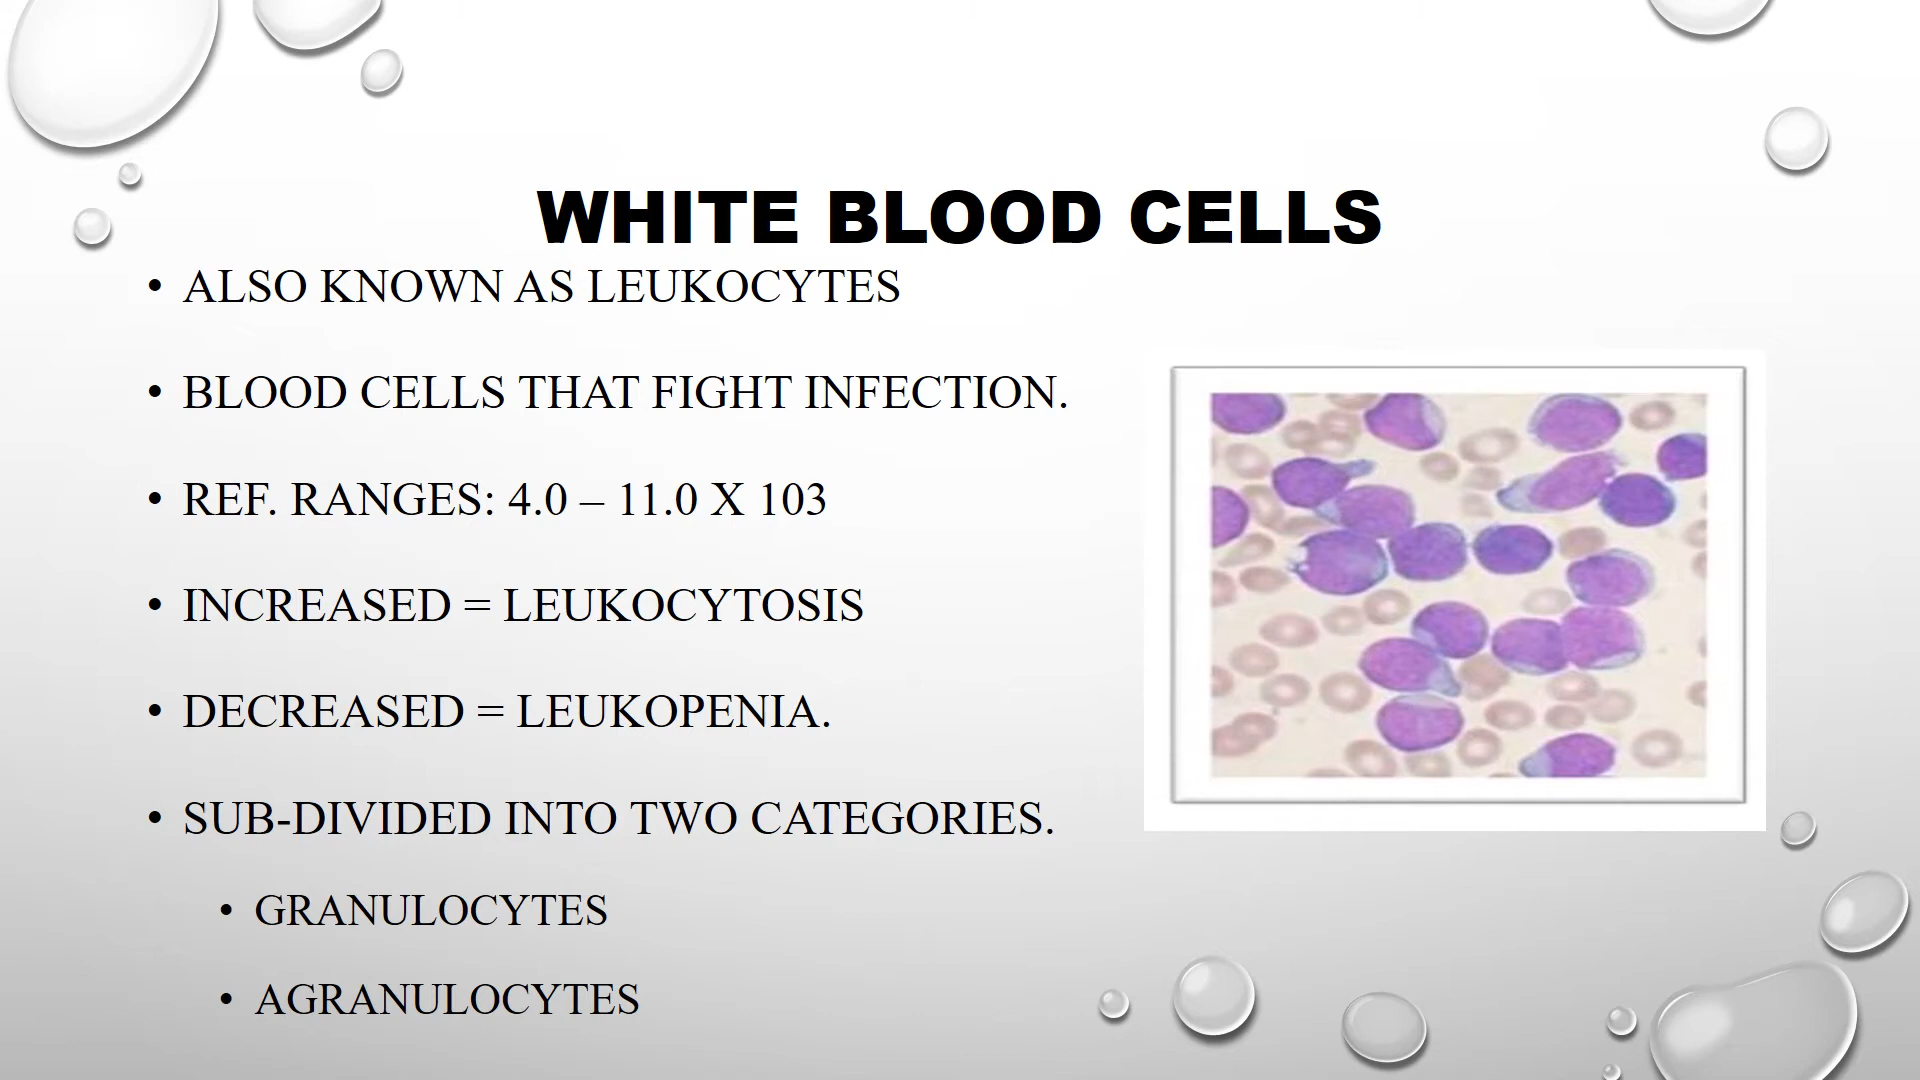 WHITE BLOOD CELLS
• ALSO KNOWN AS LEUKOCYTES
• BLOOD CELLS THAT FIGHT INFECTION.
• REF. RANGES: 4.0 – 11.0 X 103
• INCREASED = LEUKOCYTOSIS
• DECREASED = LEUKOPENIA.
• SUB-DIVIDED INTO TWO CATEGORIES.
• GRANULOCYTES
• AGRANULOCYTES